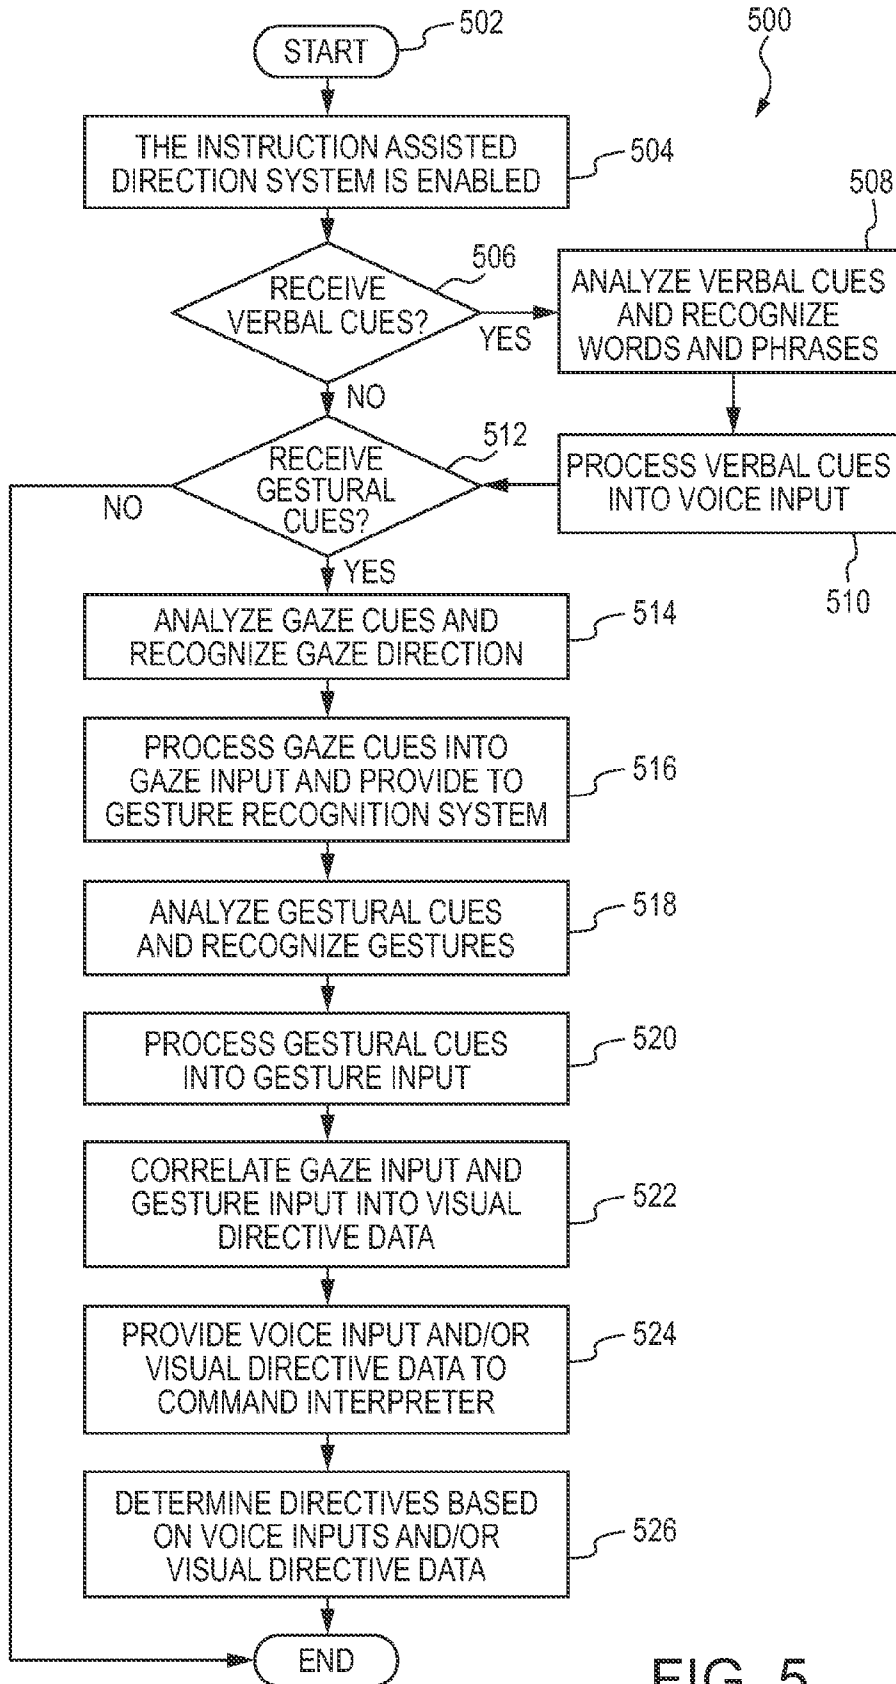 502
500
START
THE INSTRUCTION ASSISTED
DIRECTION SYSTEM IS ENABLED
504
508
506
RECEIVE
VERBAL CUES?
YES
ANALYZE VERBAL CUES
AND RECOGNIZE
WORDS AND PHRASES
NO
512
RECEIVE
GESTURAL
CUES?
NO
PROCESS VERBAL CUES
INTO VOICE INPUT
510
YES
ANALYZE GAZE CUES AND
RECOGNIZE GAZE DIRECTION
514
PROCESS GAZE CUES INTO
GAZE INPUT AND PROVIDE TO
GESTURE RECOGNITION SYSTEM
516
ANALYZE GESTURAL CUES
AND RECOGNIZE GESTURES
518
PROCESS GESTURAL CUES
INTO GESTURE INPUT
520
CORRELATE GAZE INPUT AND
GESTURE INPUT INTO VISUAL
DIRECTIVE DATA
522
PROVIDE VOICE INPUT AND/OR
VISUAL DIRECTIVE DATA TO
COMMAND INTERPRETER
524
DETERMINE DIRECTIVES BASED
ON VOICE INPUTS AND/OR
VISUAL DIRECTIVE DATA
526
END
FIG. 5